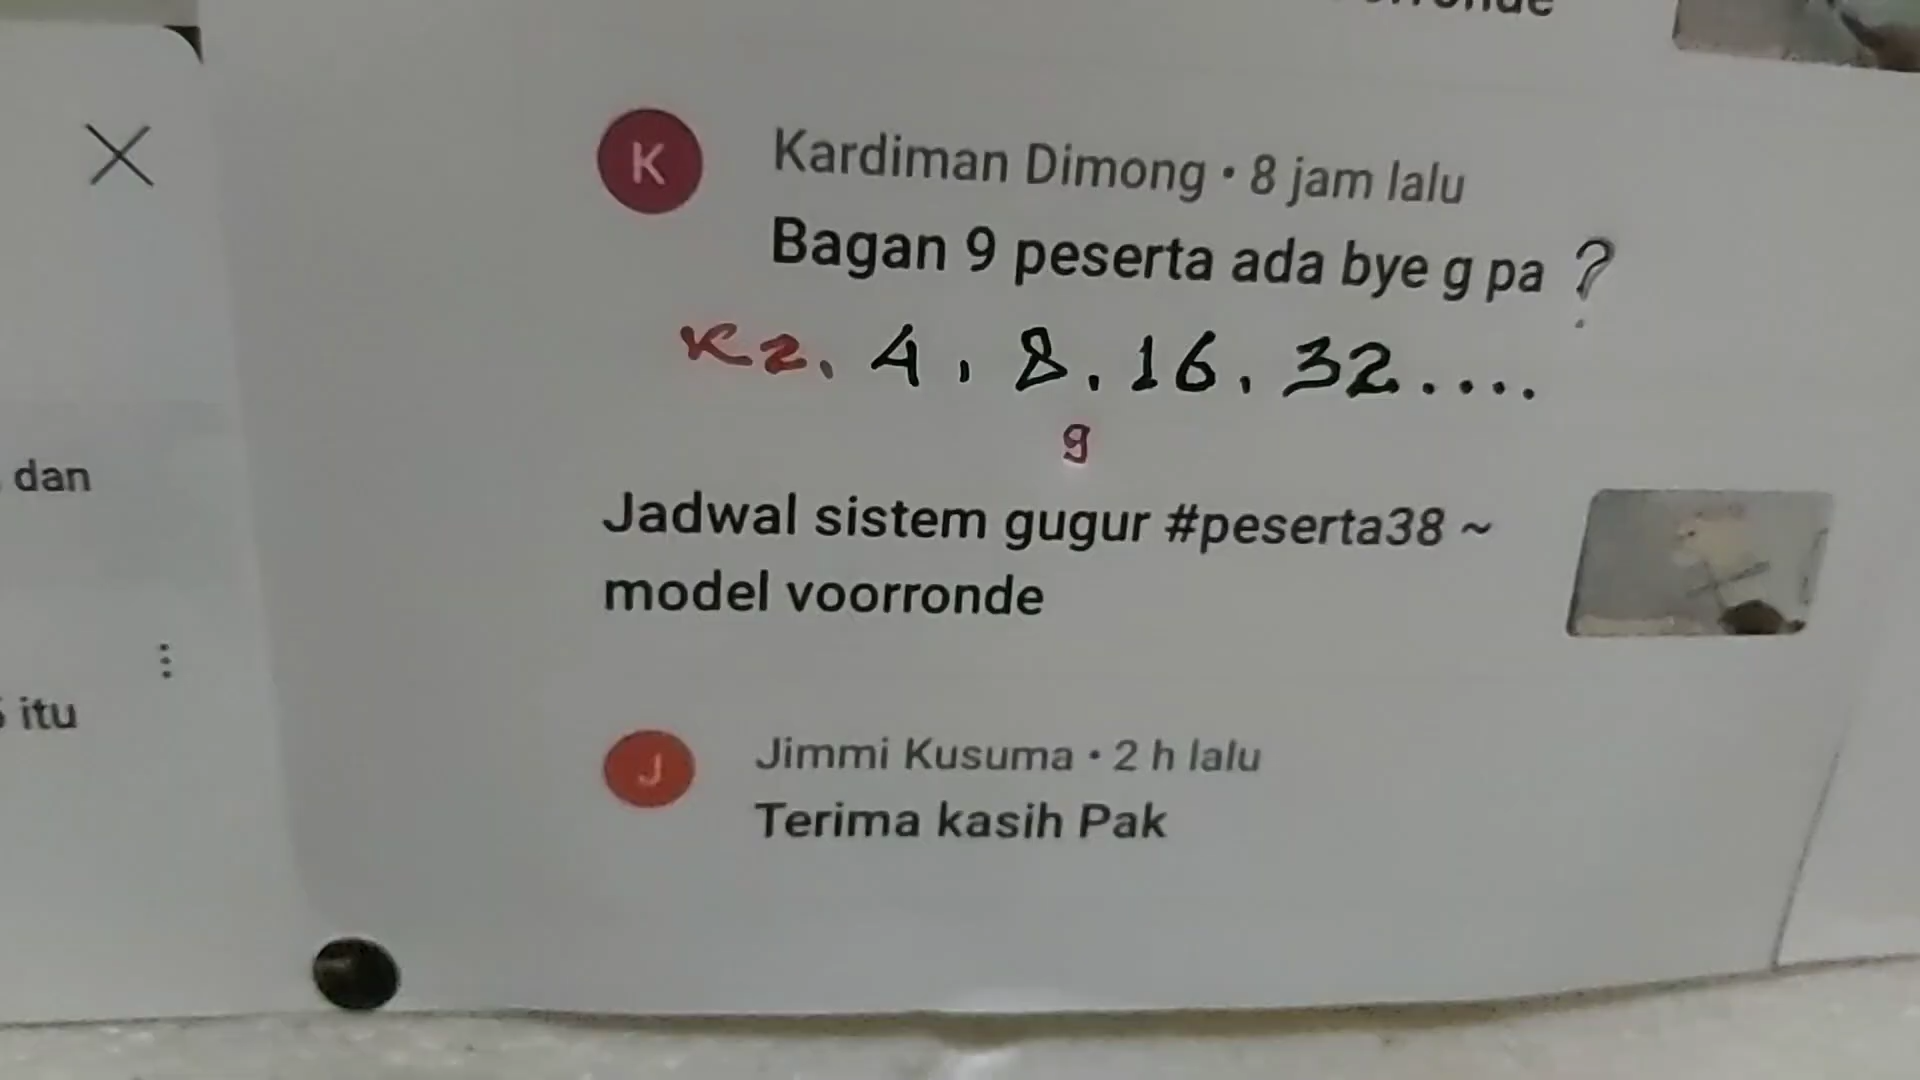 K
Kardiman Dimong • 8 jam lalu
Bagan 9 peserta ada bye g pa ?
K2, 4, 8, 16, 32....
9
dan
Jadwal sistem gugur #peserta38 ~
model voorronde
itu
J
Jimmi Kusuma • 2 h lalu
Terima kasih Pak